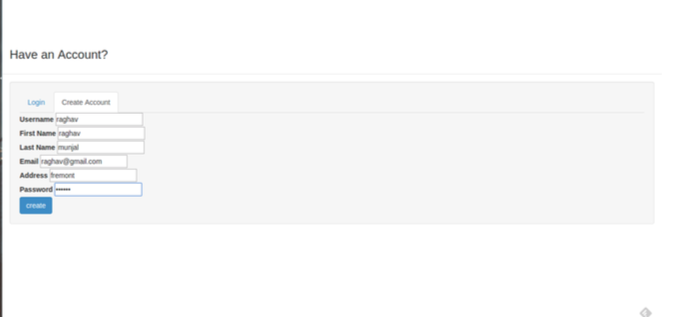 Have an Account?
Login Create Account
Username raghav
First Name raghav
Last Name munjal
Email raghav@gmail.com
Address fremont
Password ••••••
create